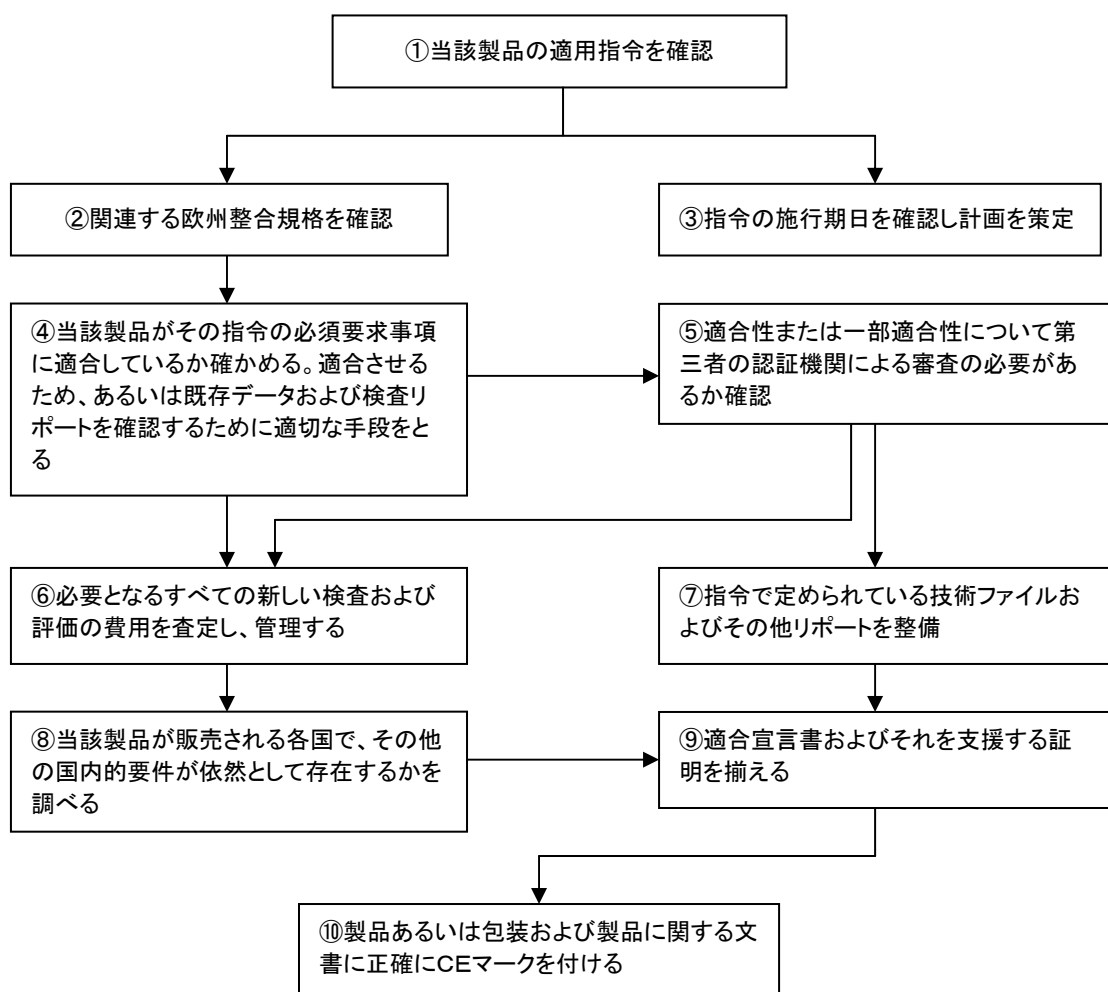 ①当該製品の適用指令を確認
②関連する欧州整合規格を確認
③指令の施行期日を確認し計画を策定
④当該製品がその指令の必須要求事項
に適合しているか確かめる。適合させる
ため、あるいは既存データおよび検査リ
ポートを確認するために適切な手段をと
る
⑤適合性または一部適合性について第
三者の認証機関による審査の必要があ
るか確認
⑥必要となるすべての新しい検査および
評価の費用を査定し、管理する
⑦指令で定められている技術ファイルお
よびその他リポートを整備
⑧当該製品が販売される各国で、その他
の国内的要件が依然として存在するかを
調べる
⑨適合宣言書およびそれを支援する証
明を揃える
⑩製品あるいは包装および製品に関する文
書に正確にCEマークを付ける